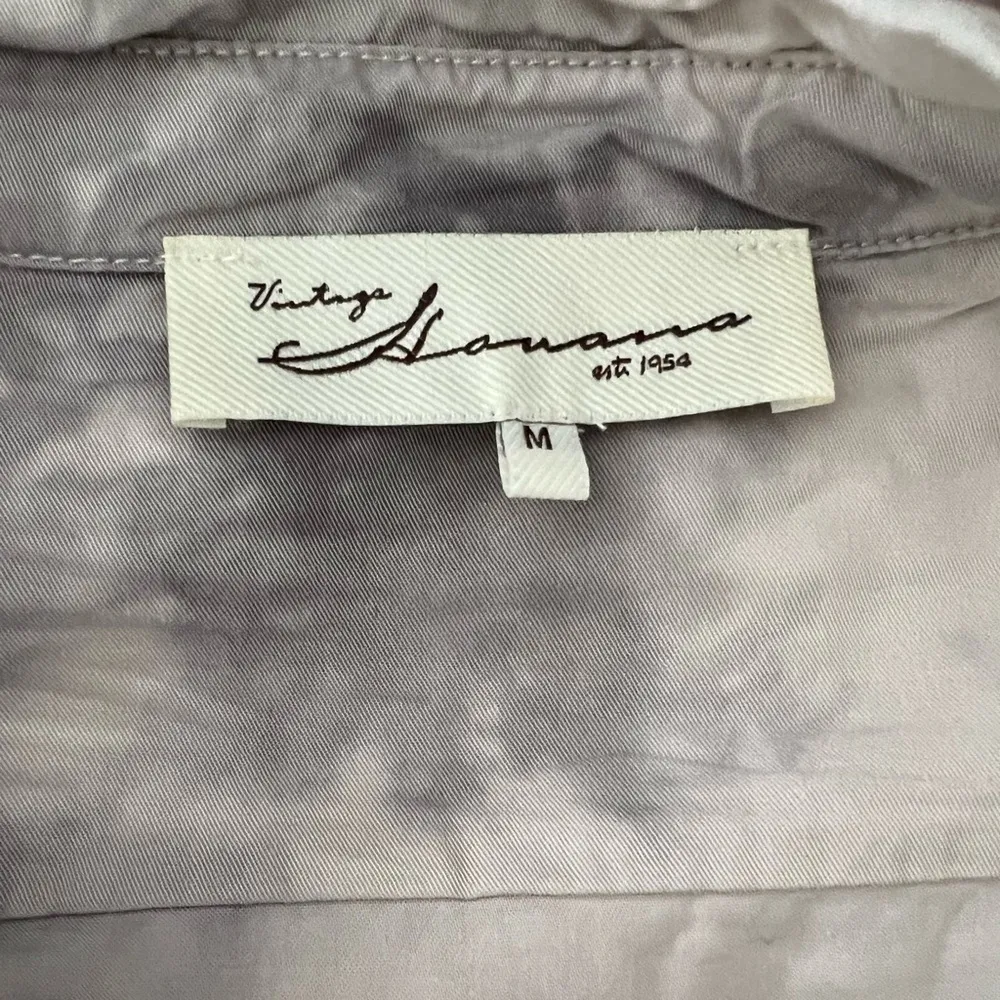 Vintage
Havana
est. 1954
M